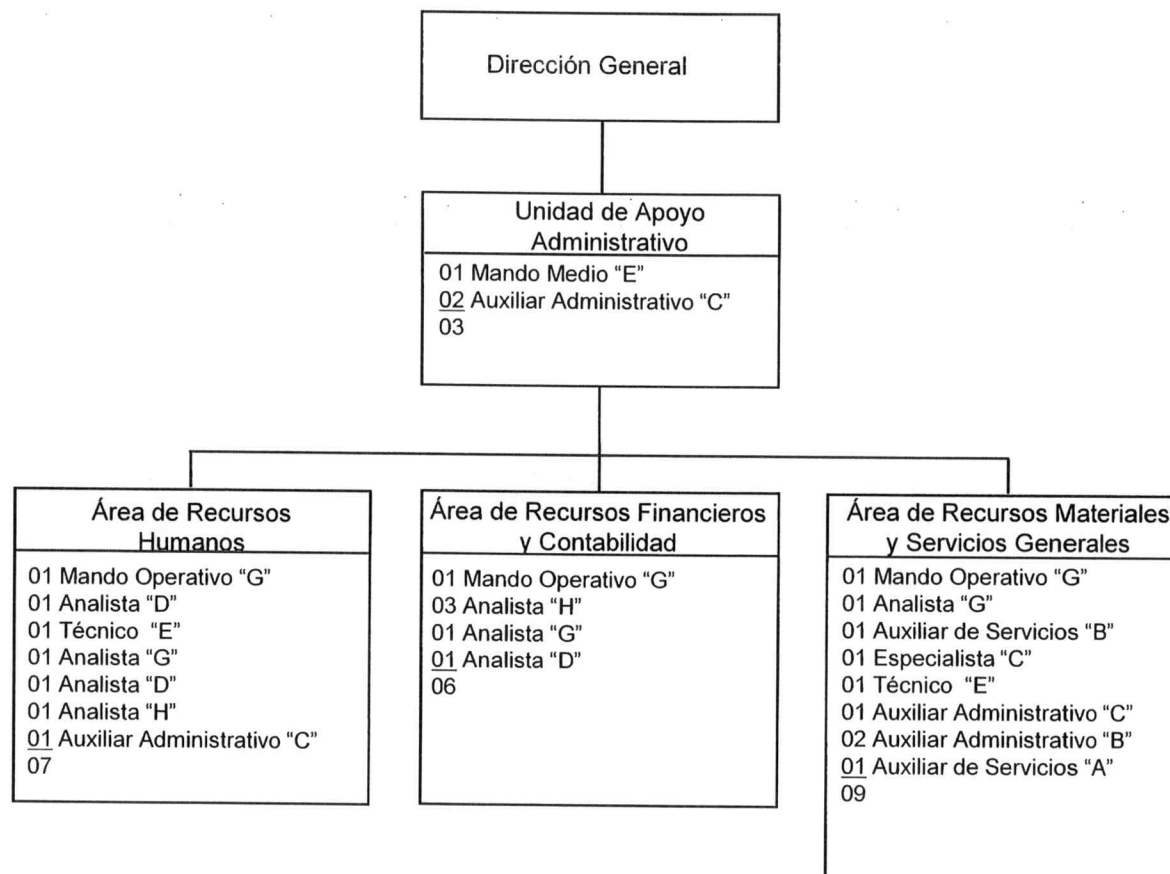 Dirección General
Unidad de Apoyo
Administrativo
01 Mando Medio “E”
02 Auxiliar Administrativo “C”
03
Área de Recursos
Humanos
01 Mando Operativo “G”
01 Analista “D”
01 Técnico “E”
01 Analista “G”
01 Analista “D”
01 Analista “H”
01 Auxiliar Administrativo “C”
07
Área de Recursos Financieros
y Contabilidad
01 Mando Operativo “G”
03 Analista “H”
01 Analista “G”
01 Analista “D”
06
Área de Recursos Materiales
y Servicios Generales
01 Mando Operativo “G”
01 Analista “G”
01 Auxiliar de Servicios “B”
01 Especialista “C”
01 Técnico “E”
01 Auxiliar Administrativo “C”
02 Auxiliar Administrativo “B”
01 Auxiliar de Servicios “A”
09